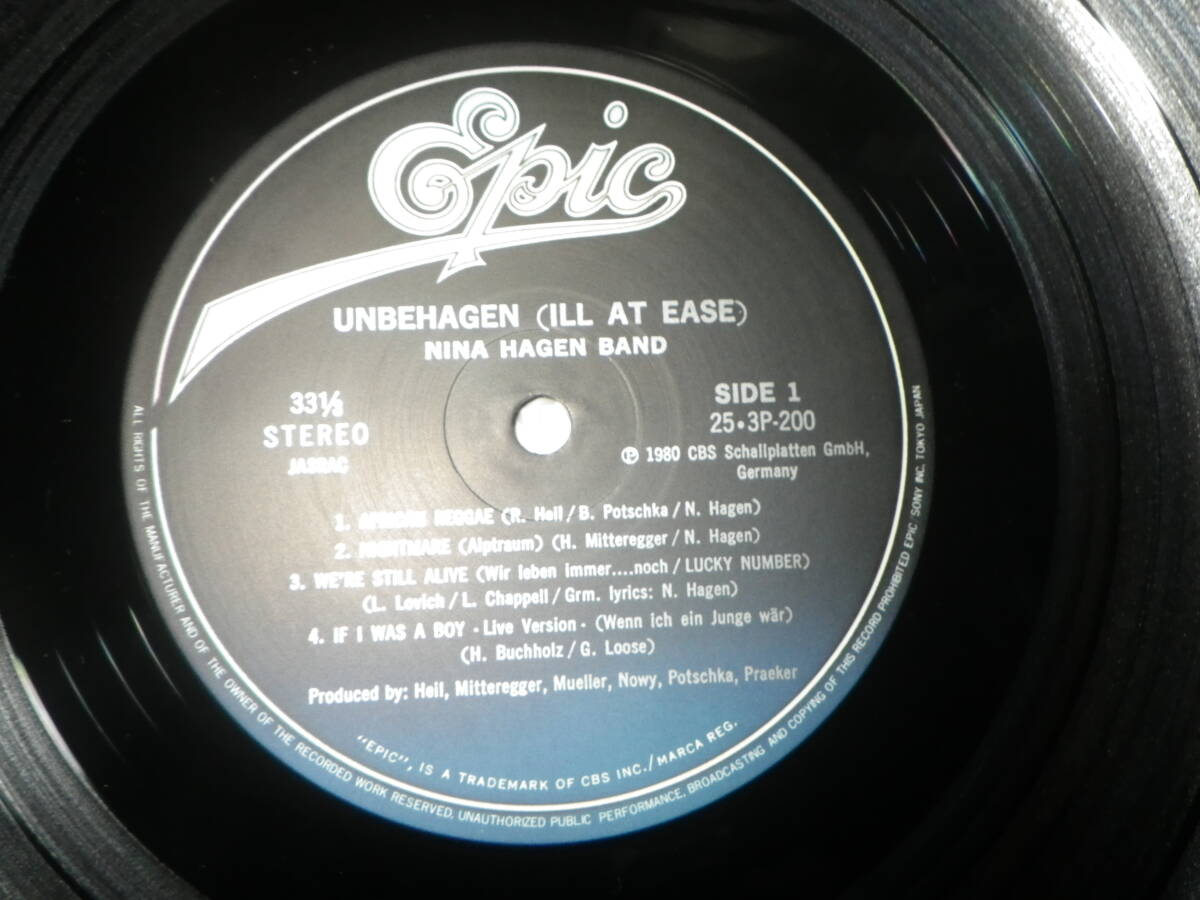 Epic
UNBEHAGEN (ILL AT EASE)
NINA HAGEN BAND
33⅓
STEREO
JASRAC
SIDE 1
25・3P-200
Ⓟ 1980 CBS Schallplatten GmbH,
Germany
1. AFRICAN REGGAE (R. Heil / B. Potschka / N. Hagen)
2. NIGHTMARE (Alptraum) (H. Mitteregger / N. Hagen)
3. WE'RE STILL ALIVE (Wir leben immer....noch / LUCKY NUMBER)
(L. Lovich / L. Chappell / Grm. lyrics: N. Hagen)
4. IF I WAS A BOY - Live Version - (Wenn ich ein Junge wär)
(H. Buchholz / G. Loose)
Produced by: Heil, Mitteregger, Mueller, Nowy, Potschka, Praeker
"EPIC", IS A TRADEMARK OF CBS INC./MARCA REG.
ALL RIGHTS OF THE MANUFACTURER AND OF THE OWNER OF THE RECORDED WORK RESERVED. UNAUTHORIZED PUBLIC PERFORMANCE, BROADCASTING AND COPYING OF THIS RECORD PROHIBITED EPIC SONY INC. TOKYO JAPAN